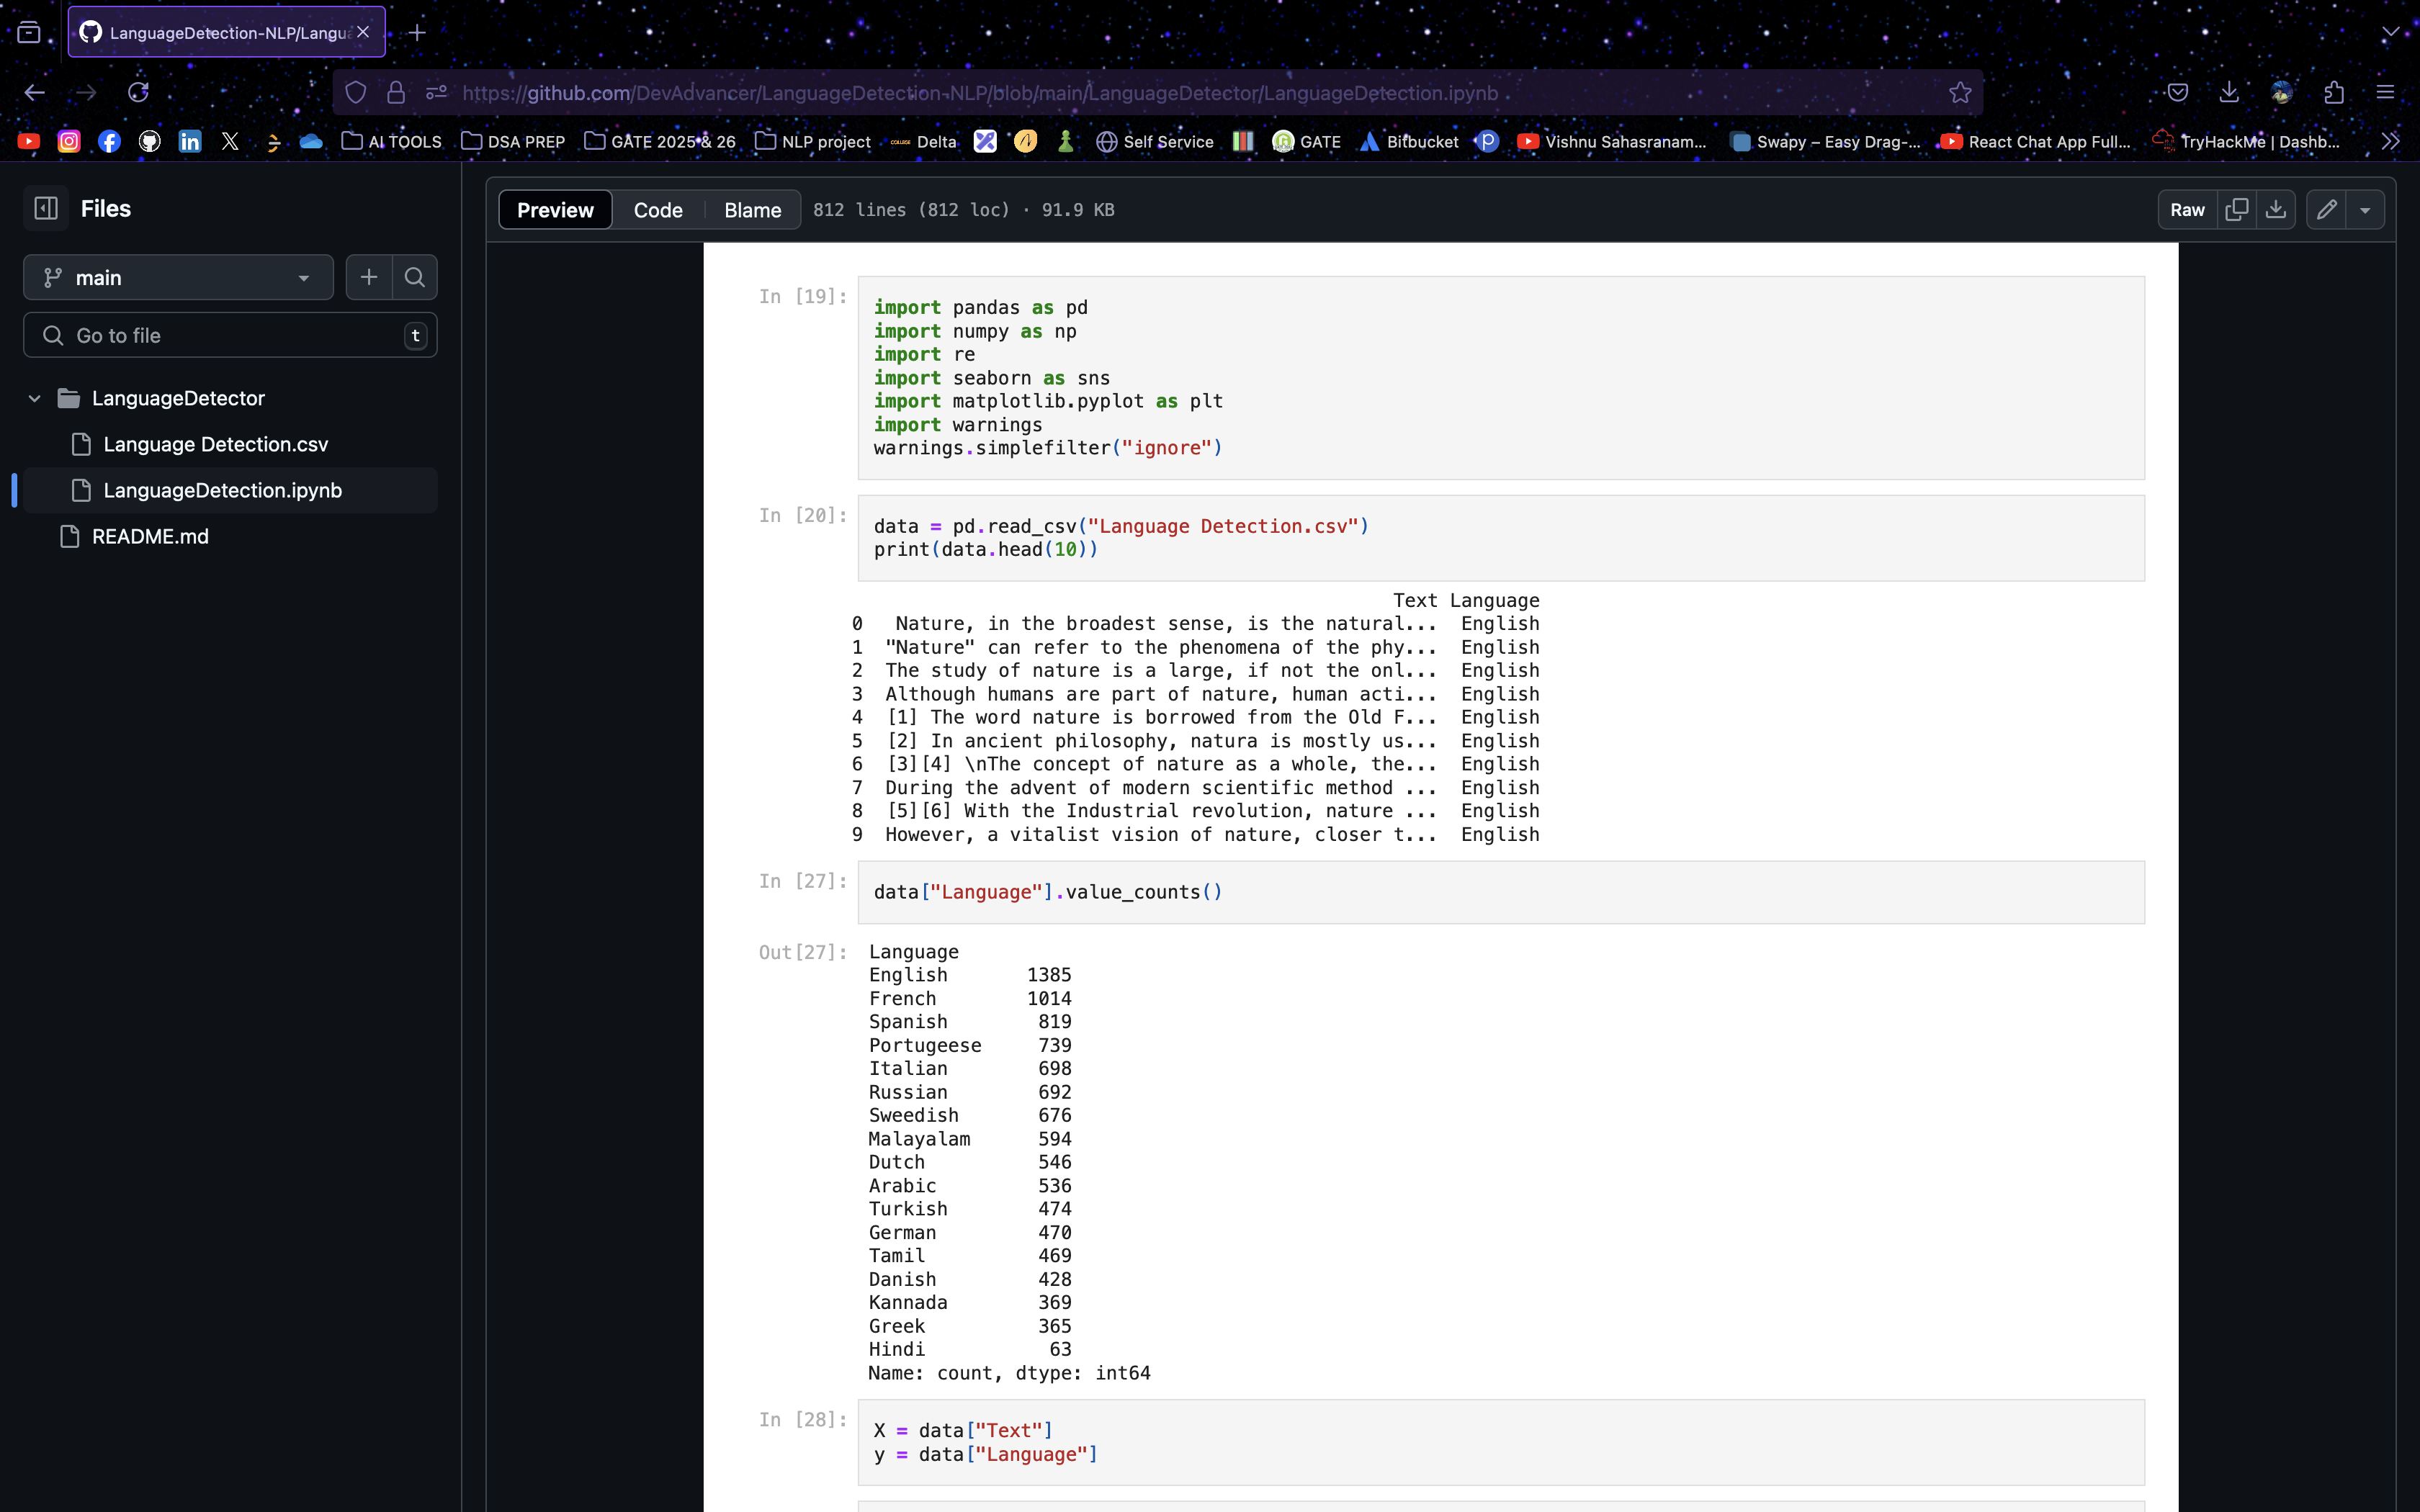 LanguageDetection-NLP/Langua
https://github.com/DevAdvancer/LanguageDetection-NLP/blob/main/LanguageDetector/LanguageDetection.ipynb
AI TOOLS DSA PREP GATE 2025 & 26 NLP project Delta Self Service GATE Bitbucket Vishnu Sahasranam... Swapy – Easy Drag-... React Chat App Full... TryHackMe | Dashb...
Files
main
Go to file t
LanguageDetector
Language Detection.csv
LanguageDetection.ipynb
README.md
Preview Code Blame 812 lines (812 loc) · 91.9 KB Raw
In [19]:
import pandas as pd
import numpy as np
import re
import seaborn as sns
import matplotlib.pyplot as plt
import warnings
warnings.simplefilter("ignore")
In [20]:
data = pd.read_csv("Language Detection.csv")
print(data.head(10))
Text Language
0 Nature, in the broadest sense, is the natural... English
1 "Nature" can refer to the phenomena of the phy... English
2 The study of nature is a large, if not the onl... English
3 Although humans are part of nature, human acti... English
4 [1] The word nature is borrowed from the Old F... English
5 [2] In ancient philosophy, natura is mostly us... English
6 [3][4] \nThe concept of nature as a whole, the... English
7 During the advent of modern scientific method ... English
8 [5][6] With the Industrial revolution, nature ... English
9 However, a vitalist vision of nature, closer t... English
In [27]:
data["Language"].value_counts()
Out[27]:
Language
English 1385
French 1014
Spanish 819
Portugeese 739
Italian 698
Russian 692
Sweedish 676
Malayalam 594
Dutch 546
Arabic 536
Turkish 474
German 470
Tamil 469
Danish 428
Kannada 369
Greek 365
Hindi 63
Name: count, dtype: int64
In [28]:
X = data["Text"]
y = data["Language"]